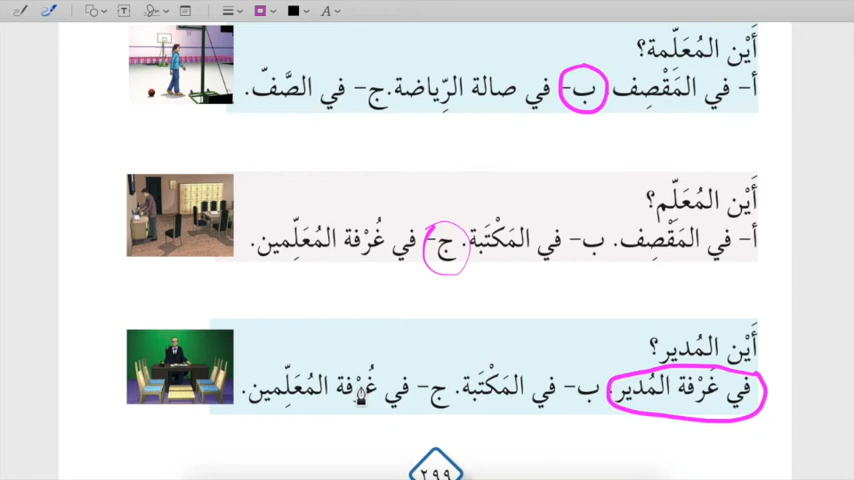 أَيْن المُعَلّمة؟
أ- في المَقْصِف. ب- في صالة الرِّياضة. ج- في الصَّفّ.
أَيْن المُعَلّم؟
أ- في المَقْصِف. ب- في المَكْتَبة. ج- في غُرْفة المُعَلِّمين.
أَيْن المُدير؟
في غَرْفة المُدير. ب- في المَكْتَبة. ج- في غُرْفة المُعَلِّمين.
٢٩٩